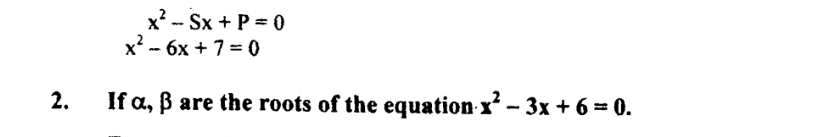 x² – Sx + P = 0
x² – 6x + 7 = 0
2. If α, β are the roots of the equation x² – 3x + 6 = 0.